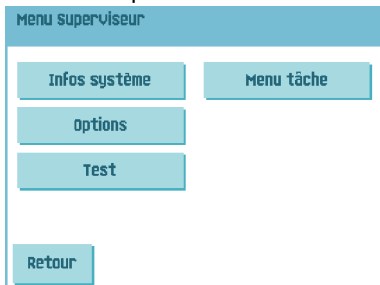 Menu superviseur
Infos système
Menu tâche
Options
Test
Retour